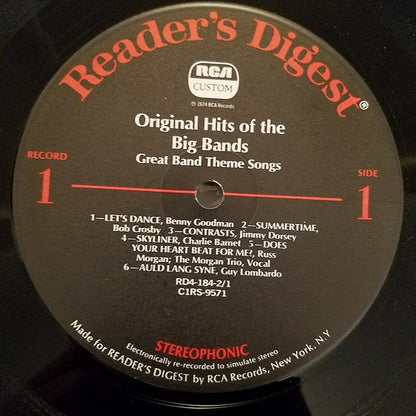 Reader's Digest®
RCA
CUSTOM
℗ 1974 RCA Records
Original Hits of the
Big Bands
Great Band Theme Songs
RECORD
1
SIDE
1
1—LET'S DANCE, Benny Goodman 2—SUMMERTIME,
Bob Crosby 3—CONTRASTS, Jimmy Dorsey
4—SKYLINER, Charlie Barnet 5—DOES
YOUR HEART BEAT FOR ME?, Russ
Morgan; The Morgan Trio, Vocal
6—AULD LANG SYNE, Guy Lombardo
RD4-184-2/1
C1RS-9571
STEREOPHONIC
Electronically re-recorded to simulate stereo
Made for READER'S DIGEST by RCA Records, New York, N.Y